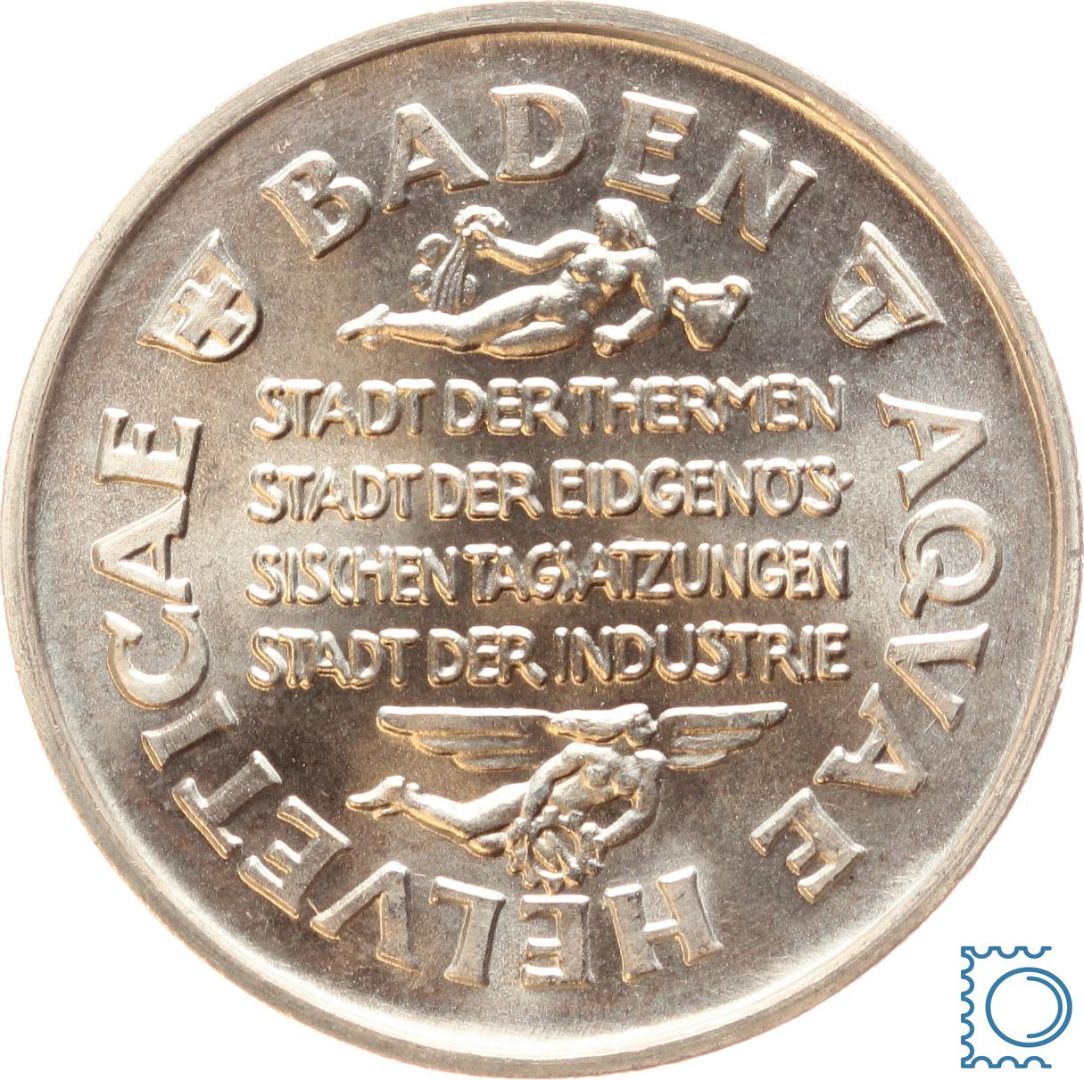 BADEN
AQVAE
HELVETICAE
STADT DER THERMEN
STADT DER EIDGENÖS-
SISCHEN TAGSATZUNGEN
STADT DER INDUSTRIE